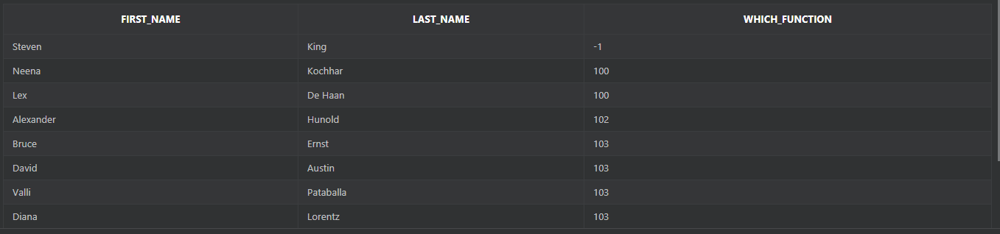 FIRST_NAME LAST_NAME WHICH_FUNCTION
Steven King -1
Neena Kochhar 100
Lex De Haan 100
Alexander Hunold 102
Bruce Ernst 103
David Austin 103
Valli Pataballa 103
Diana Lorentz 103